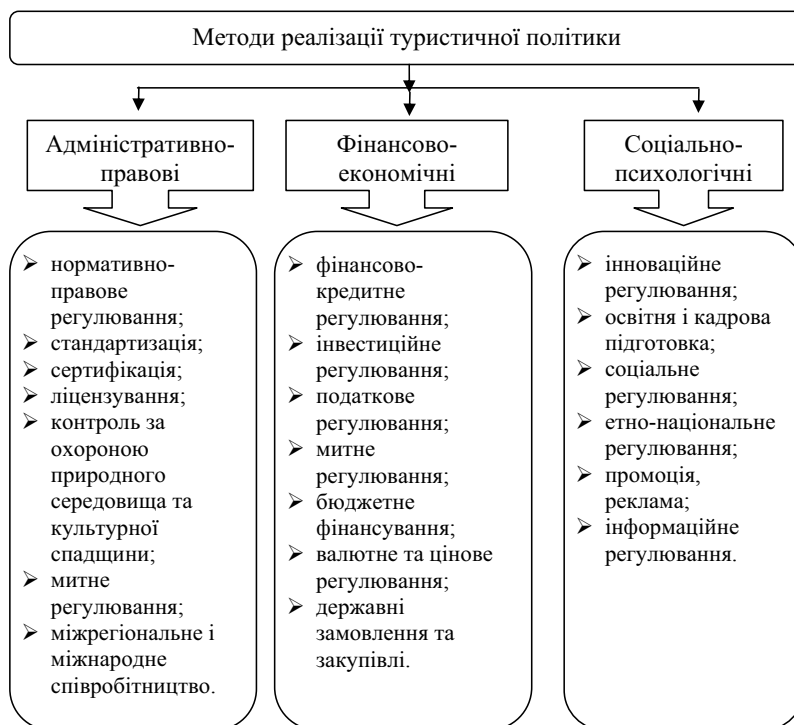 Методи реалізації туристичної політики
Адміністративно-
правові
нормативно-
правове
регулювання;
стандартизація;
сертифікація;
ліцензування;
контроль за
охороною
природного
середовища та
культурної
спадщини;
митне
регулювання;
міжрегіональне і
міжнародне
співробітництво.
Фінансово-
економічні
фінансово-
кредитне
регулювання;
інвестиційне
регулювання;
податкове
регулювання;
митне
регулювання;
бюджетне
фінансування;
валютне та цінове
регулювання;
державні
замовлення та
закупівлі.
Соціально-
психологічні
інноваційне
регулювання;
освітня і кадрова
підготовка;
соціальне
регулювання;
етно-національне
регулювання;
промоція,
реклама;
інформаційне
регулювання.